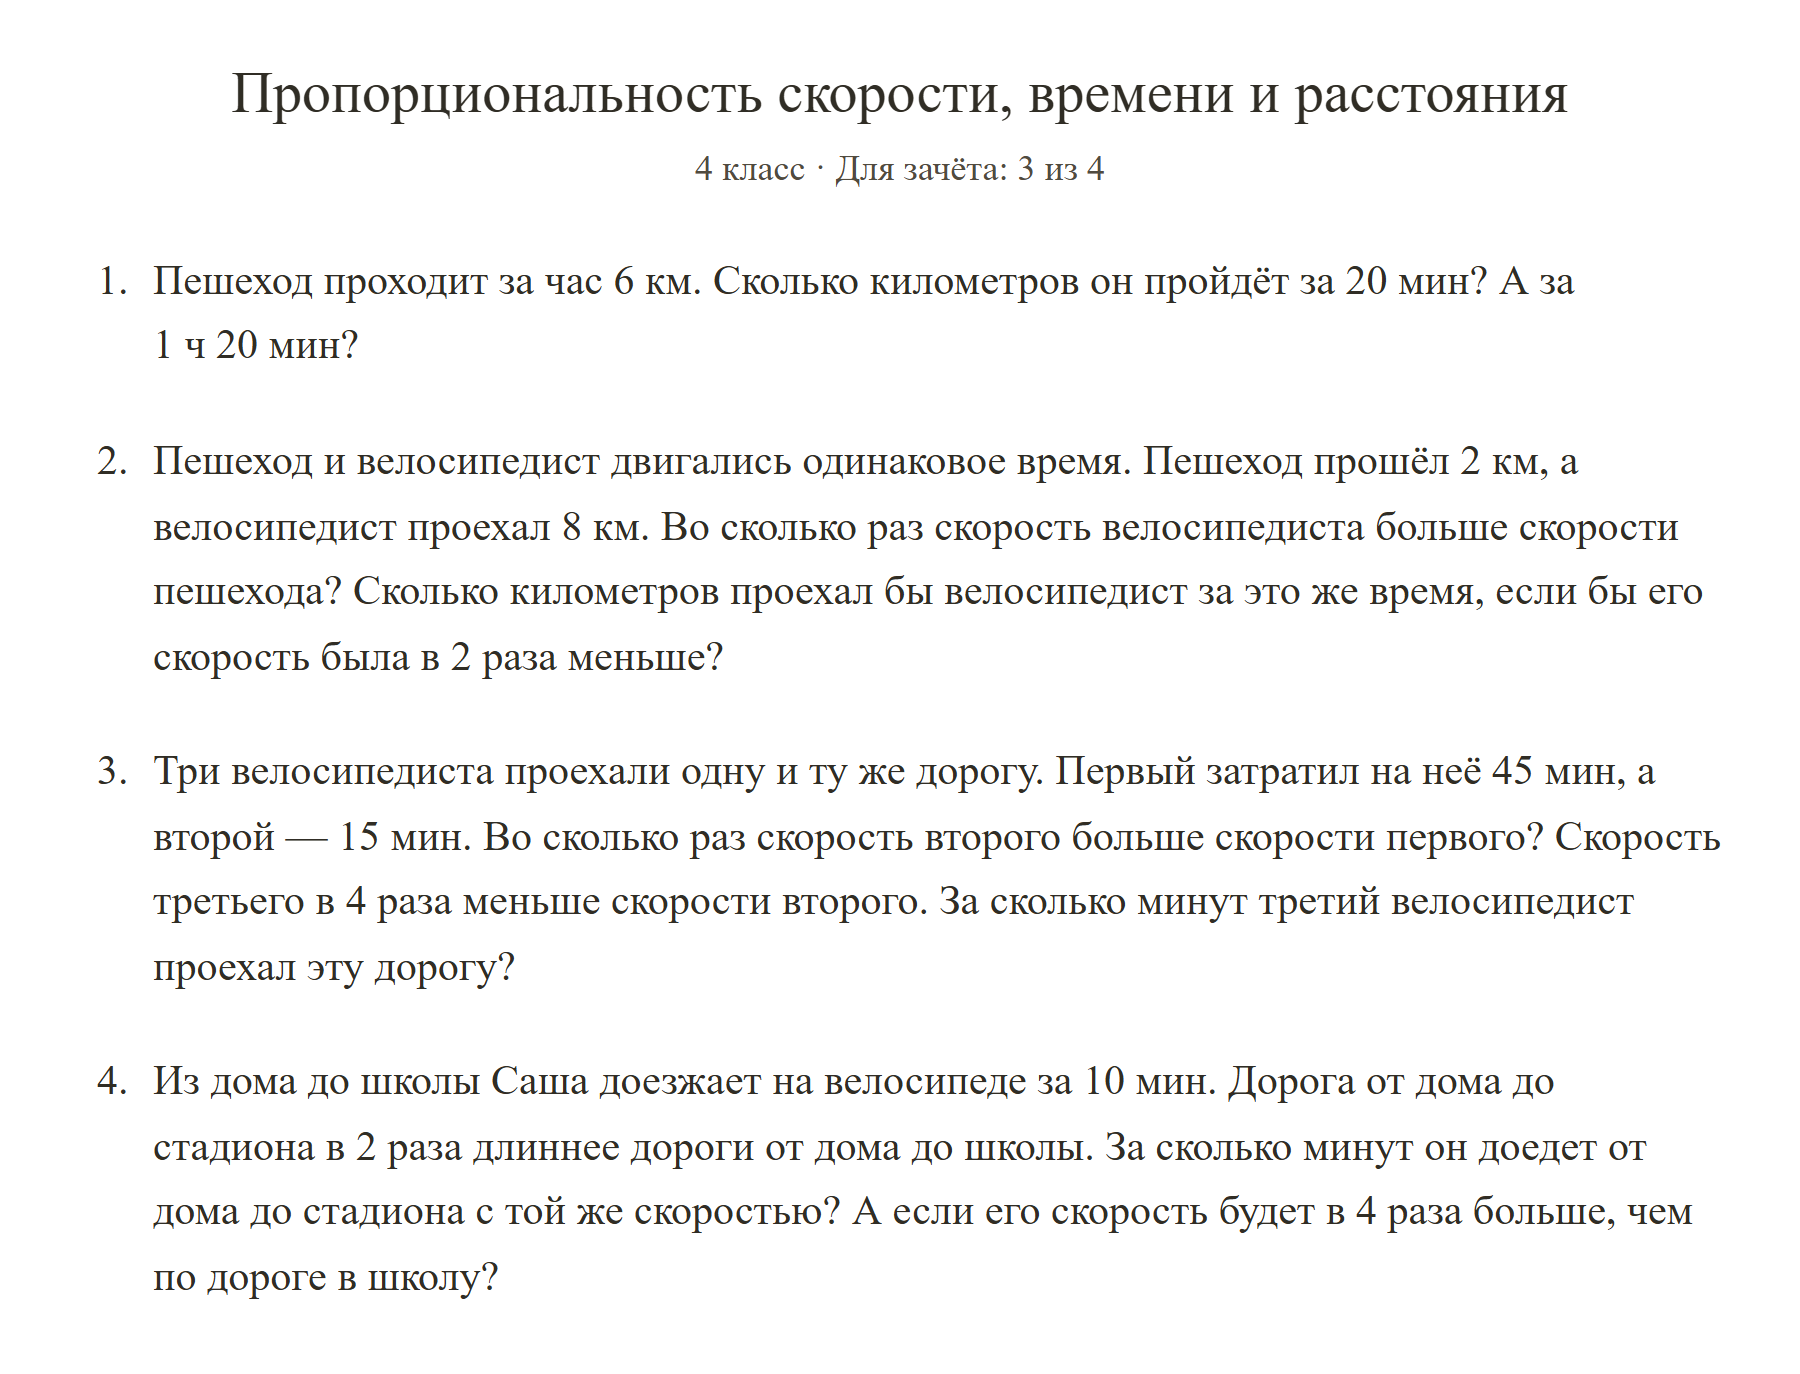 Пропорциональность скорости, времени и расстояния
4 класс · Для зачёта: 3 из 4
1. Пешеход проходит за час 6 км. Сколько километров он пройдёт за 20 мин? А за
1 ч 20 мин?
2. Пешеход и велосипедист двигались одинаковое время. Пешеход прошёл 2 км, а
велосипедист проехал 8 км. Во сколько раз скорость велосипедиста больше скорости
пешехода? Сколько километров проехал бы велосипедист за это же время, если бы его
скорость была в 2 раза меньше?
3. Три велосипедиста проехали одну и ту же дорогу. Первый затратил на неё 45 мин, а
второй — 15 мин. Во сколько раз скорость второго больше скорости первого? Скорость
третьего в 4 раза меньше скорости второго. За сколько минут третий велосипедист
проехал эту дорогу?
4. Из дома до школы Саша доезжает на велосипеде за 10 мин. Дорога от дома до
стадиона в 2 раза длиннее дороги от дома до школы. За сколько минут он доедет от
дома до стадиона с той же скоростью? А если его скорость будет в 4 раза больше, чем
по дороге в школу?